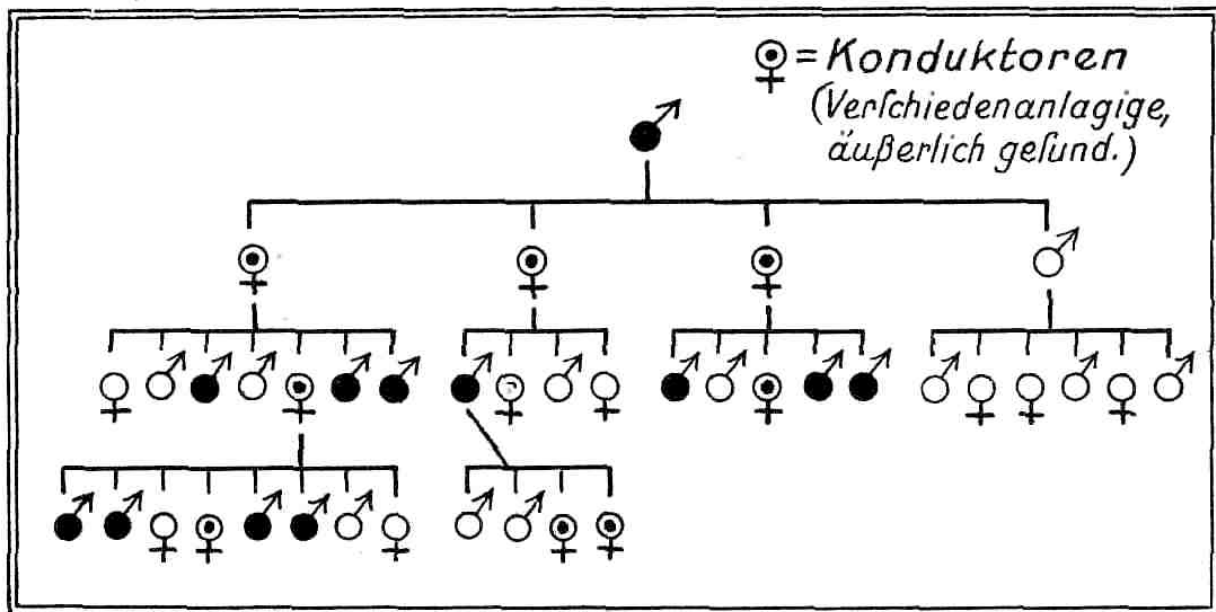 = Konduktoren
(Verſchiedenanlagige,
äußerlich geſund.)